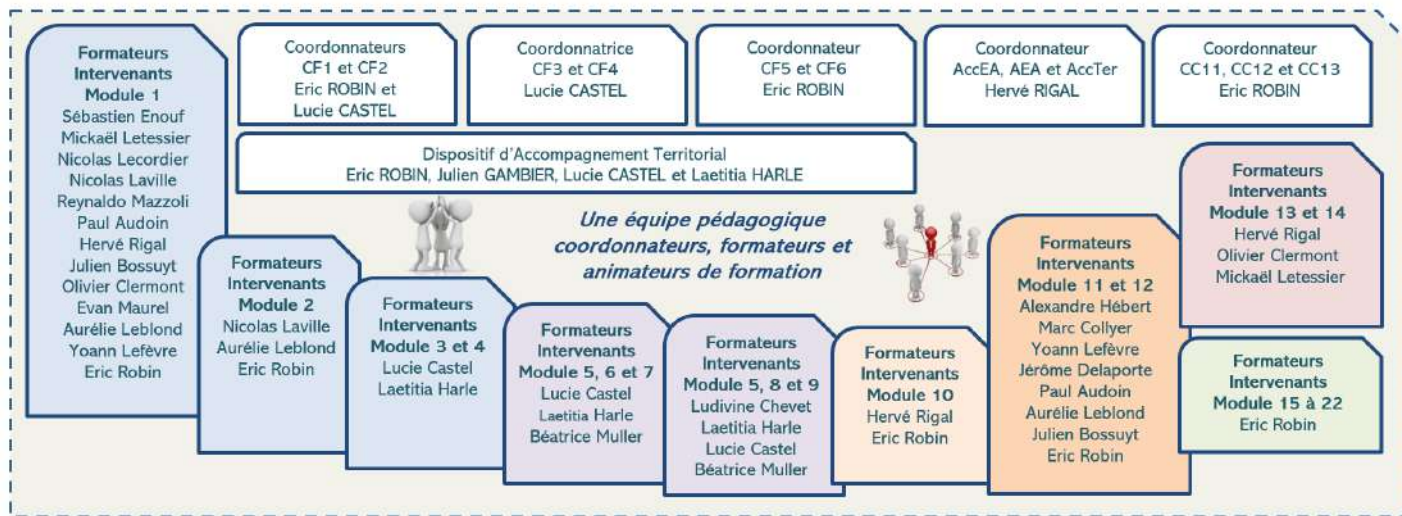 Formateurs
Intervenants
Module 1
Sébastien Enouf
Mickaël Letessier
Nicolas Lecordier
Nicolas Laville
Reynaldo Mazzoli
Paul Audoin
Hervé Rigal
Julien Bossuyt
Olivier Clermont
Evan Maurel
Aurélie Leblond
Yoann Lefèvre
Eric Robin
Coordonnateurs
CF1 et CF2
Eric ROBIN et
Lucie CASTEL
Coordonnatrice
CF3 et CF4
Lucie CASTEL
Coordonnateur
CF5 et CF6
Eric ROBIN
Coordonnateur
AccEA, AEA et AccTer
Hervé RIGAL
Coordonnateur
CC11, CC12 et CC13
Eric ROBIN
Dispositif d'Accompagnement Territorial
Eric ROBIN, Julien GAMBIER, Lucie CASTEL et Laetitia HARLE
Une équipe pédagogique
coordonnateurs, formateurs et
animateurs de formation
Formateurs
Intervenants
Module 2
Nicolas Laville
Aurélie Leblond
Eric Robin
Formateurs
Intervenants
Module 3 et 4
Lucie Castel
Laetitia Harle
Formateurs
Intervenants
Module 5, 6 et 7
Lucie Castel
Laetitia Harle
Béatrice Muller
Formateurs
Intervenants
Module 5, 8 et 9
Ludivine Chevet
Laetitia Harle
Lucie Castel
Béatrice Muller
Formateurs
Intervenants
Module 10
Hervé Rigal
Eric Robin
Formateurs
Intervenants
Module 11 et 12
Alexandre Hébert
Marc Collyer
Yoann Lefèvre
Jérôme Delaporte
Paul Audoin
Aurélie Leblond
Julien Bossuyt
Eric Robin
Formateurs
Intervenants
Module 13 et 14
Hervé Rigal
Olivier Clermont
Mickaël Letessier
Formateurs
Intervenants
Module 15 à 22
Eric Robin